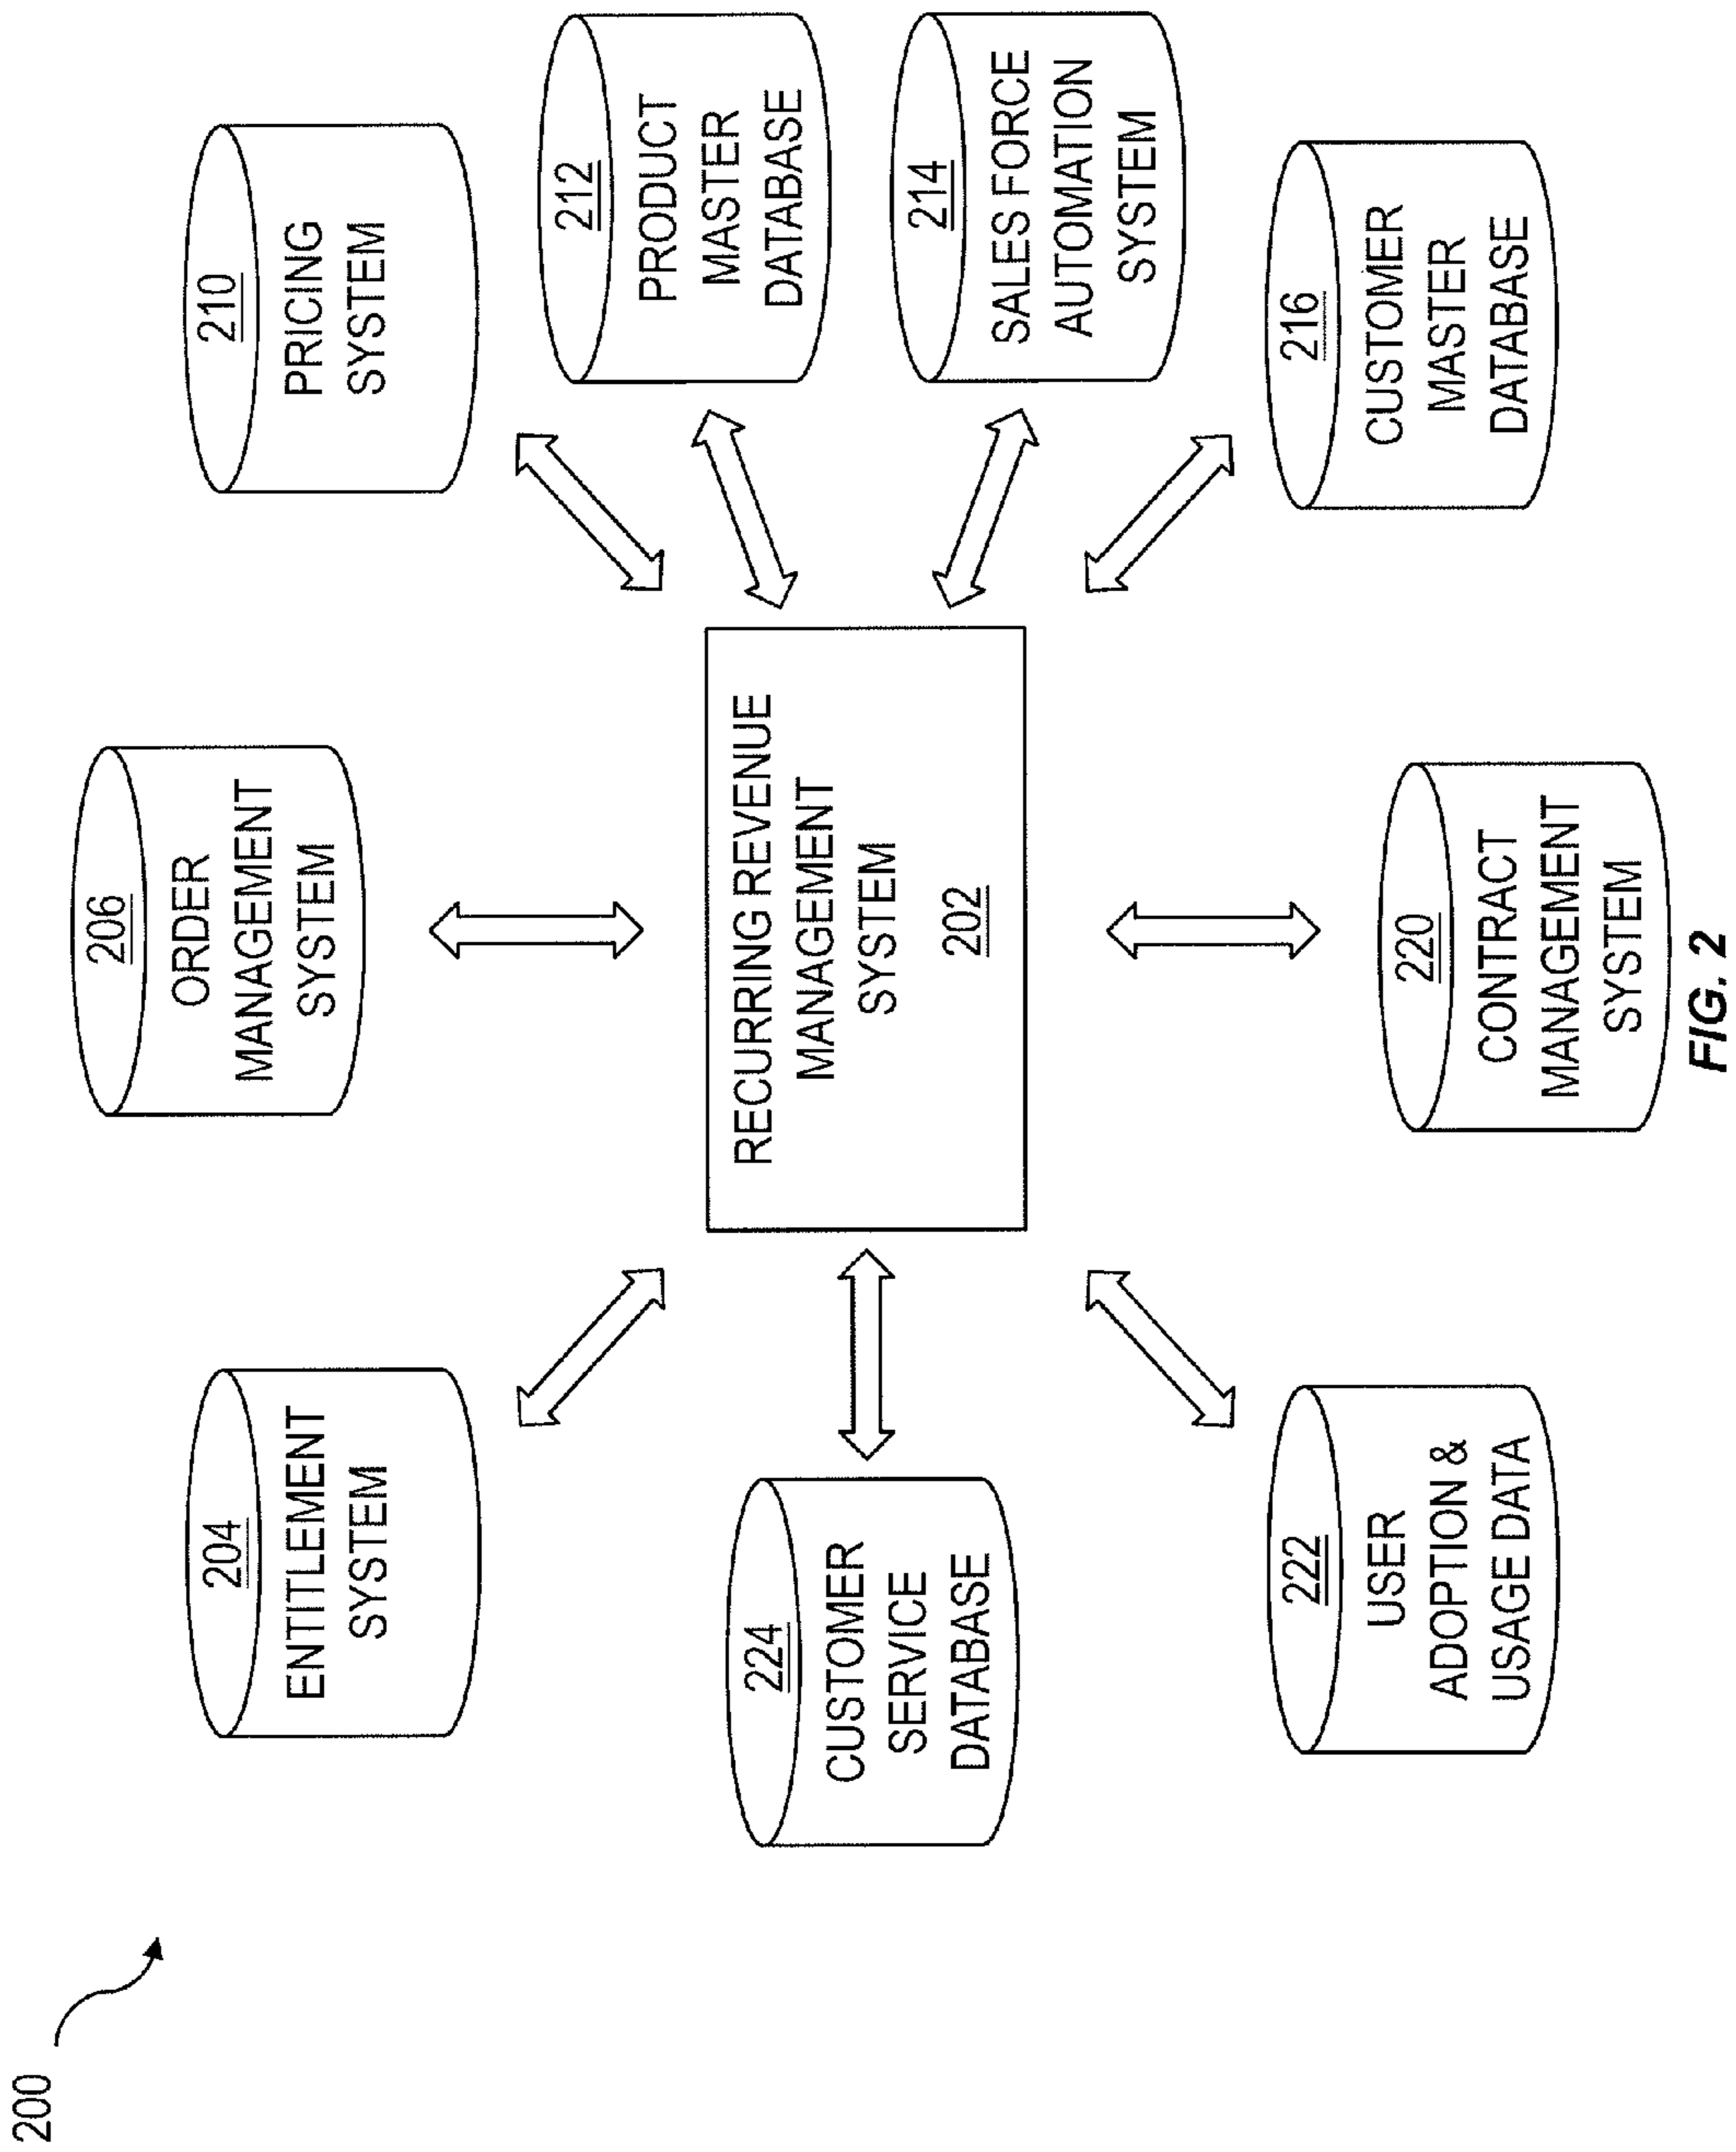 200
206
ORDER
MANAGEMENT
SYSTEM
204
ENTITLEMENT
SYSTEM
210
PRICING
SYSTEM
212
PRODUCT
MASTER
DATABASE
224
CUSTOMER
SERVICE
DATABASE
RECURRING REVENUE
MANAGEMENT
SYSTEM
202
214
SALES FORCE
AUTOMATION
SYSTEM
222
USER
ADOPTION &
USAGE DATA
216
CUSTOMER
MASTER
DATABASE
220
CONTRACT
MANAGEMENT
SYSTEM
FIG. 2